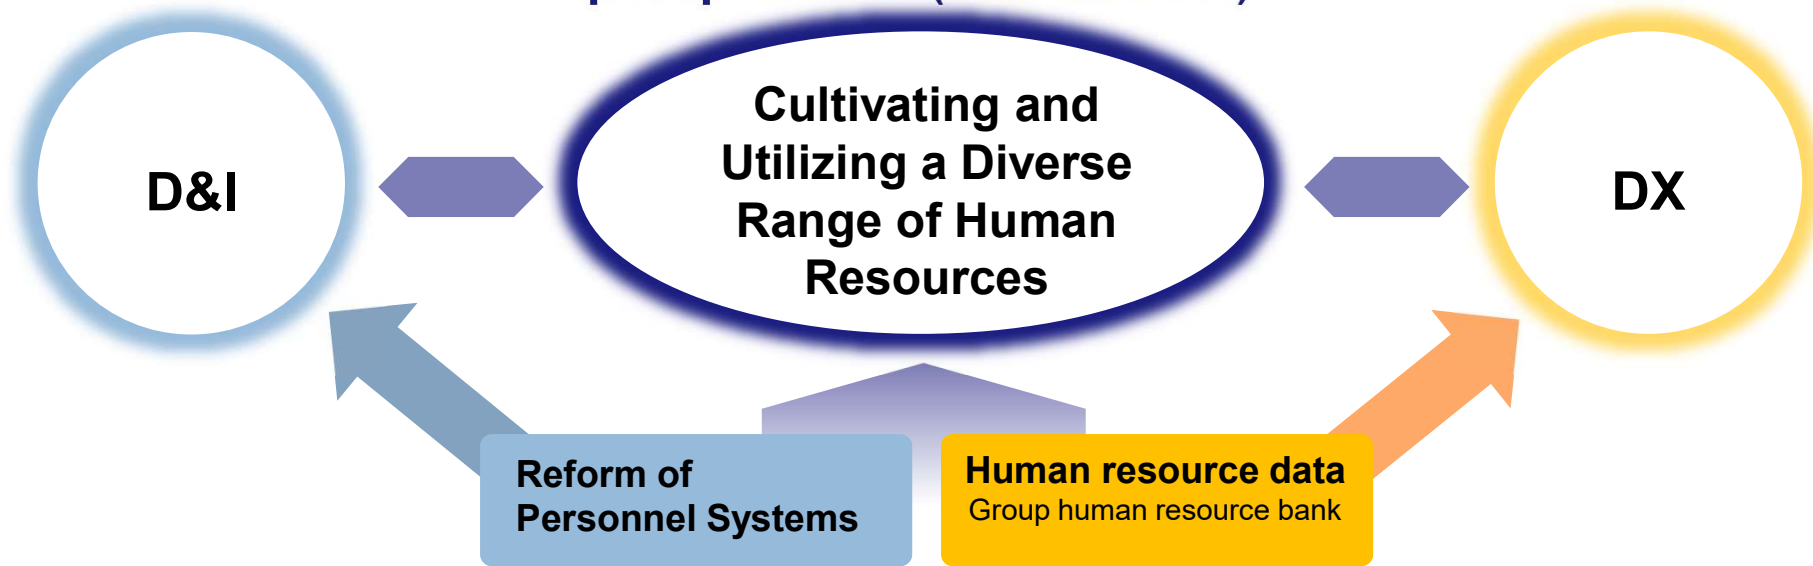 D&I
Cultivating and
Utilizing a Diverse
Range of Human
Resources
DX
Reform of
Personnel Systems
Human resource data
Group human resource bank